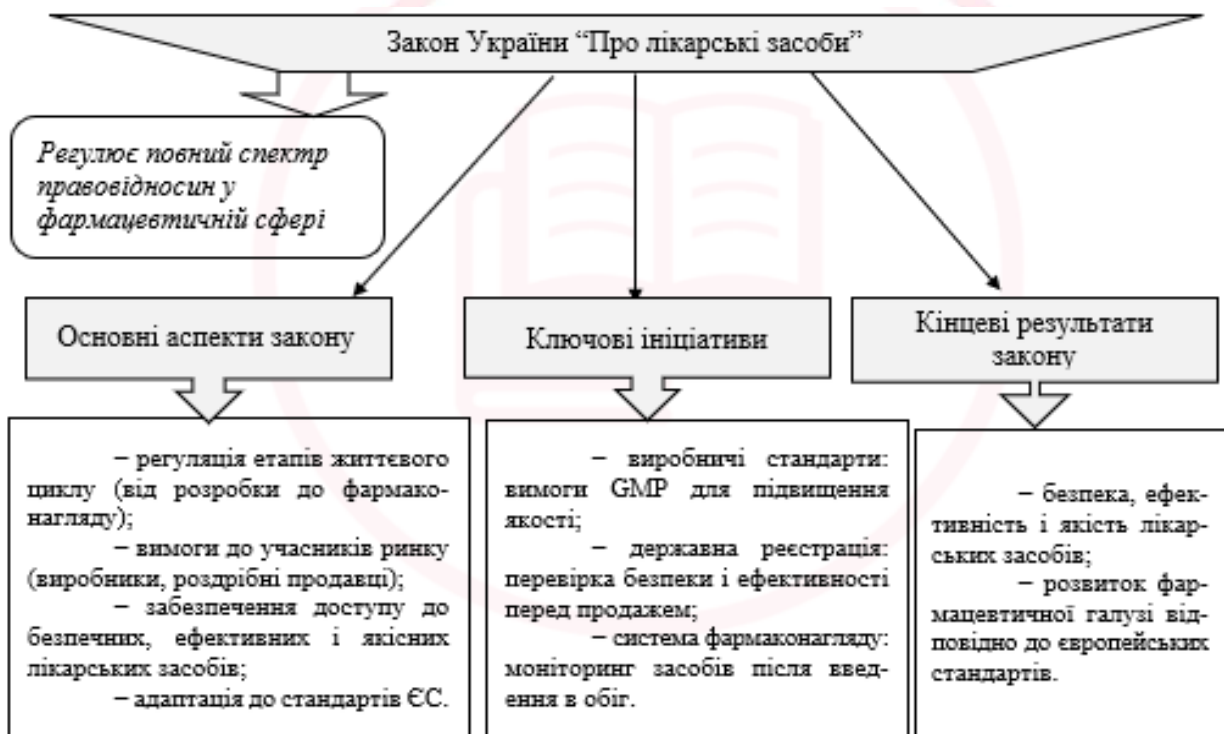 Закон України “Про лікарські засоби”
Регулює повний спектр
правовідносин у
фармацевтичній сфері
Основні аспекти закону
– регуляція етапів життєвого
циклу (від розробки до фармако-
нагляду);
– вимоги до учасників ринку
(виробники, роздрібні продавці);
– забезпечення доступу до
безпечних, ефективних і якісних
лікарських засобів;
– адаптація до стандартів ЄС.
Ключові ініціативи
– виробничі стандарти:
вимоги GMP для підвищення
якості;
– державна реєстрація:
перевірка безпеки і ефективності
перед продажем;
– система фармаконагляду:
моніторинг засобів після введ-
ення в обіг.
Кінцеві результати
закону
– безпека, ефек-
тивність і якість лікар-
ських засобів;
– розвиток фар-
мацевтичної галузі від-
повідно до європейських
стандартів.